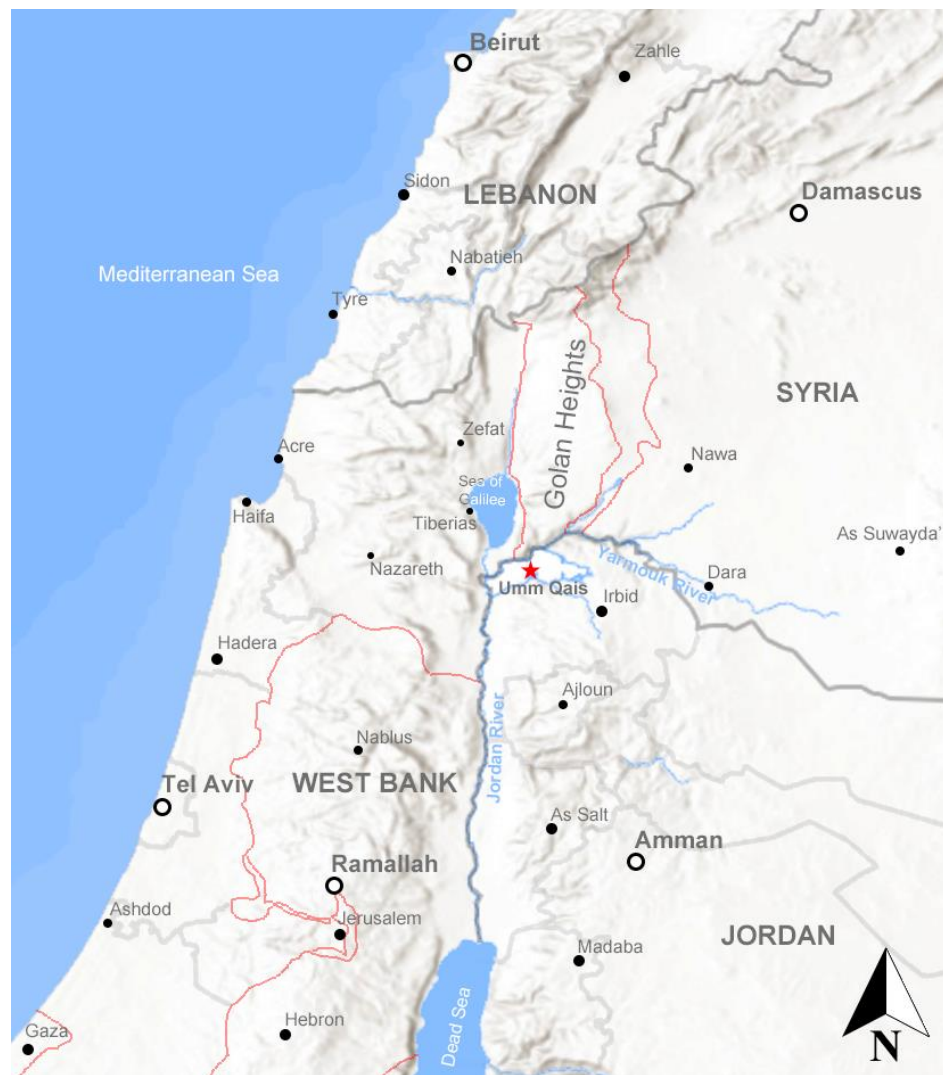 Beirut
Zahle
Sidon
LEBANON
Damascus
Nabatieh
Mediterranean Sea
Tyre
Golan Heights
SYRIA
Zefat
Acre
Nawa
Sea of
Galilee
Haifa
Tiberias
As Suwayda'
Nazareth
Yarmouk River
Dara
Umm Qais
Irbid
Hadera
Ajloun
Jordan River
Nablus
WEST BANK
Tel Aviv
As Salt
Amman
Ramallah
Ashdod
Jerusalem
JORDAN
Madaba
Dead Sea
Hebron
Gaza
N